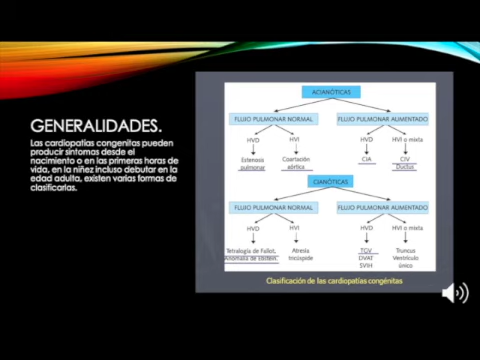 GENERALIDADES.
Las cardiopatías congenitas pueden
producir síntomas desde el
nacimiento o en las primeras horas de
vida, en la niñez incluso debutar en la
edad adulta, existen varias formas de
clasificarlas.
ACIANÓTICAS
FLUJO PULMONAR NORMAL FLUJO PULMONAR AUMENTADO
HVD HVI HVD HVI o mixta
Estenosis Coartación CIA CIV
pulmonar aórtica Ductus
CIANÓTICAS
FLUJO PULMONAR NORMAL FLUJO PULMONAR AUMENTADO
HVD HVI HVD HVI o mixta
Tetralogía de Fallot, Atresia TGV Truncus
Anomalía de Ebstein. tricúspide DVAT Ventrículo
SVIH único
Clasificación de las cardiopatías congénitas